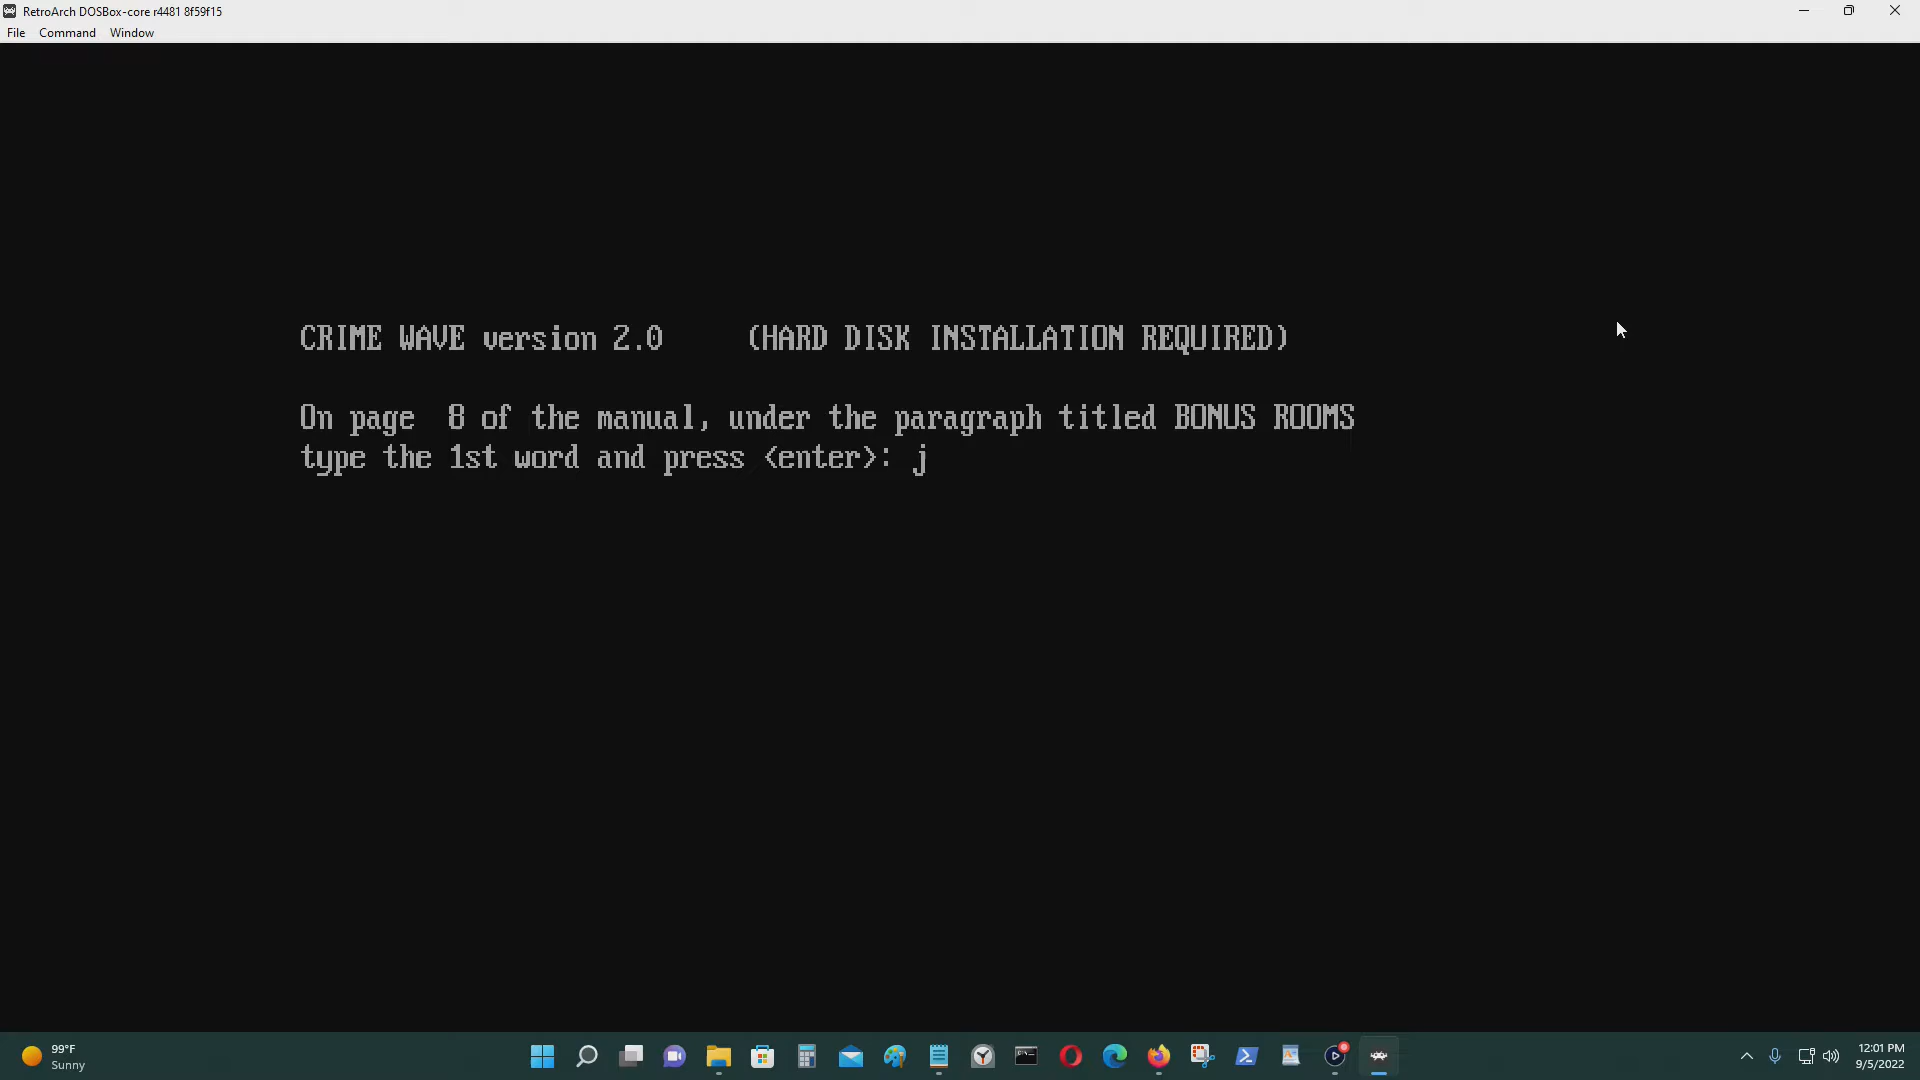 RetroArch DOSBox-core r4481 8f59f15
File Command Window
CRIME WAVE version 2.0 (HARD DISK INSTALLATION REQUIRED)
On page 8 of the manual, under the paragraph titled BONUS ROOMS
type the 1st word and press <enter>: j
99°F
Sunny
12:01 PM
9/5/2022